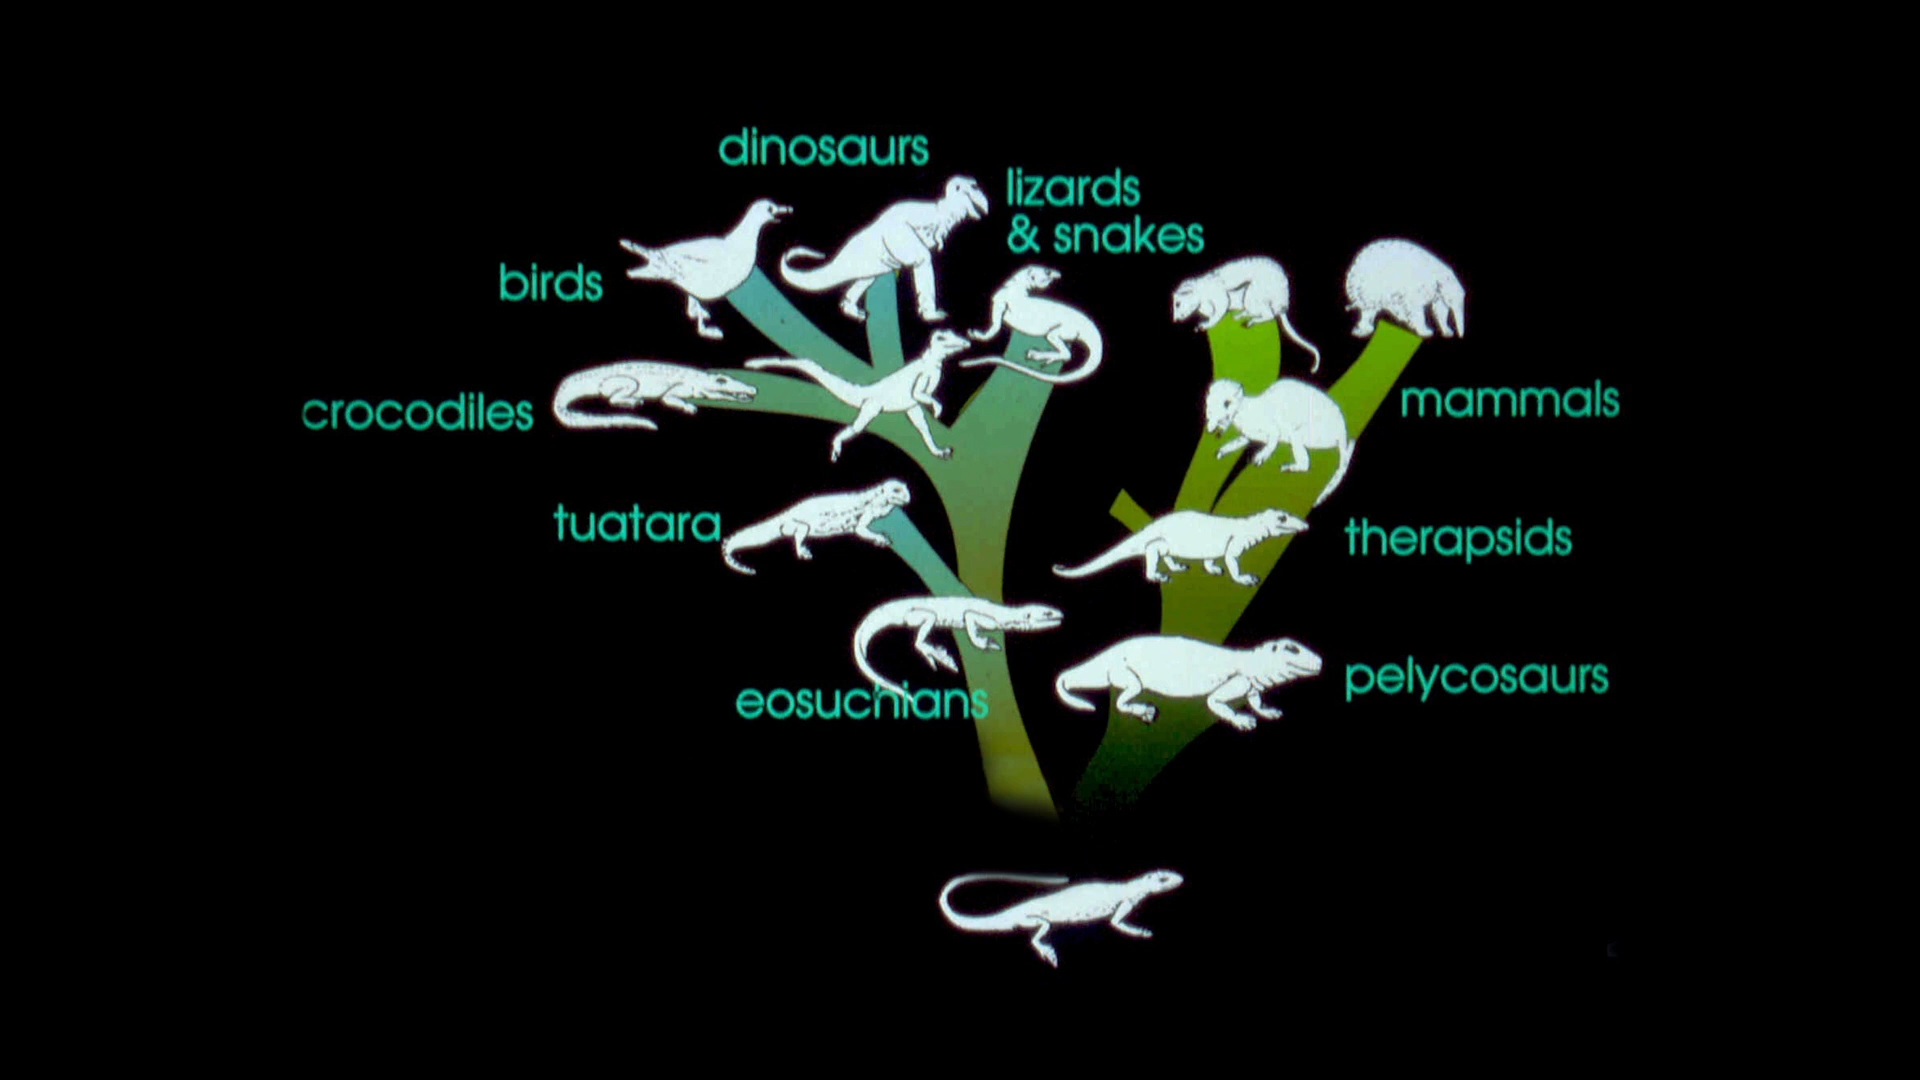 dinosaurs
lizards
& snakes
birds
crocodiles
mammals
tuatara
therapsids
pelycosaurs
eosuchians